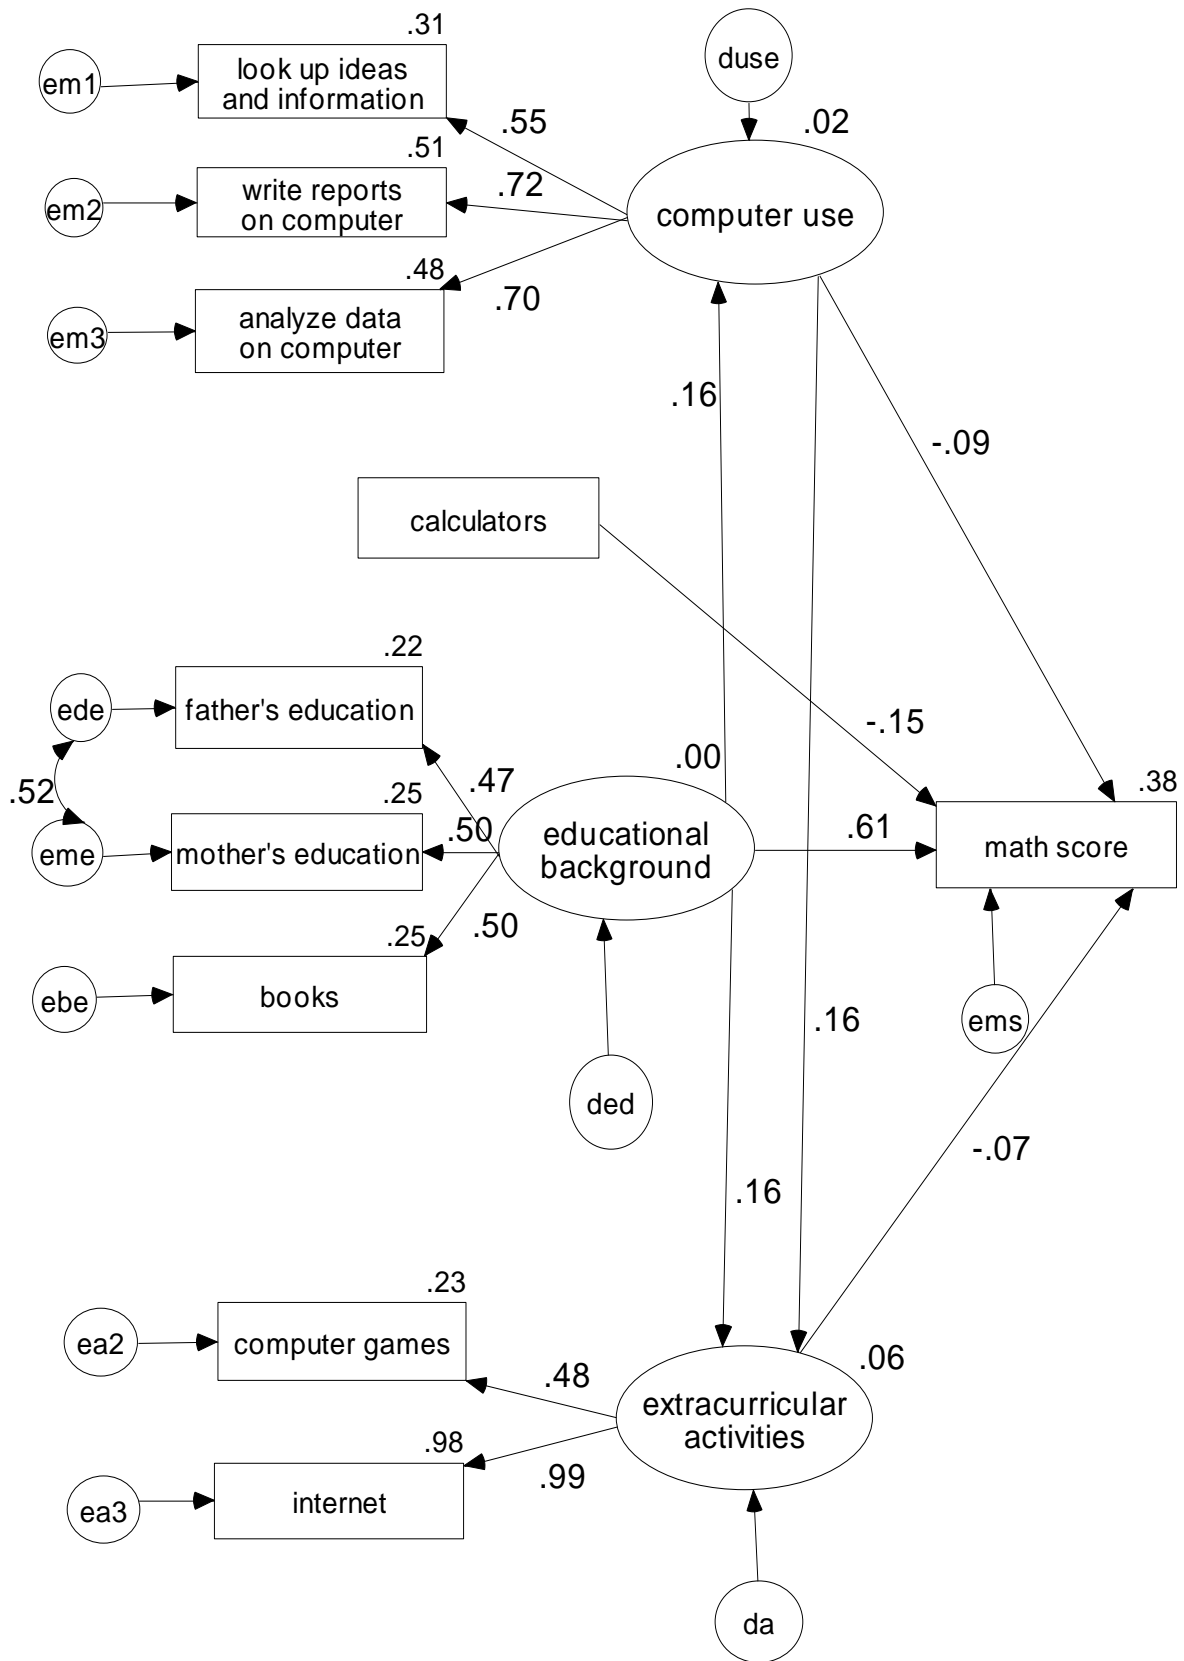 .31
em1
look up ideas
and information
duse
.02
.55
.51
em2
write reports
on computer
.72
computer use
.48
em3
analyze data
on computer
.70
.16
-.09
calculators
.22
ede
father's education
-.15
.00
.47
.52
.25
.38
eme
mother's education
.50
educational
background
.61
math score
.25
.50
ebe
books
.16
ems
ded
-.07
.16
.23
ea2
computer games
.48
.06
extracurricular
activities
.98
ea3
internet
.99
da